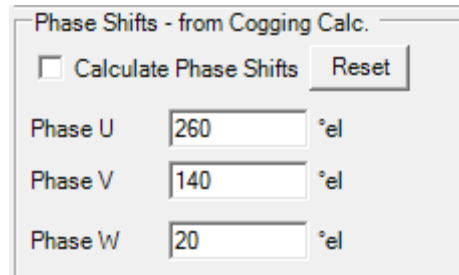 Phase Shifts - from Cogging Calc.
Calculate Phase Shifts Reset
Phase U 260 °el
Phase V 140 °el
Phase W 20 °el